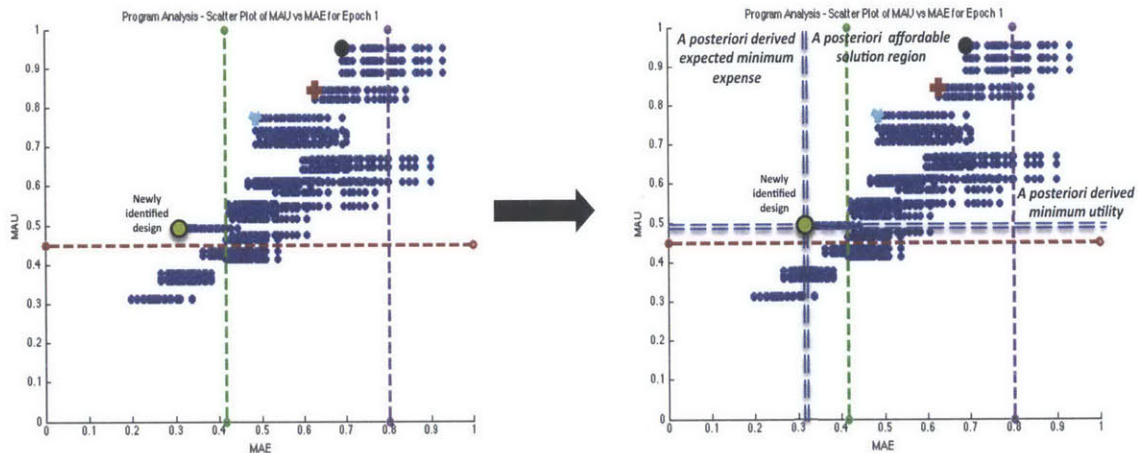 Program Analysis - Scatter Plot of MAU vs MAE for Epoch 1
1
0.9
0.8
0.7
0.6
0.5
0.4
0.3
0.2
0.1
0
MAU
Newly
identified
design
0
0.1
0.2
0.3
0.4
0.5
0.6
0.7
0.8
0.9
1
MAE
Program Analysis - Scatter Plot of MAU vs MAE for Epoch 1
A posteriori derived
expected minimum
expense
A posteriori affordable
solution region
1
0.9
0.8
0.7
0.6
0.5
0.4
0.3
0.2
0.1
0
MAU
Newly
identified
design
A posteriori derived
minimum utility
0
0.1
0.2
0.3
0.4
0.5
0.6
0.7
0.8
0.9
1
MAE